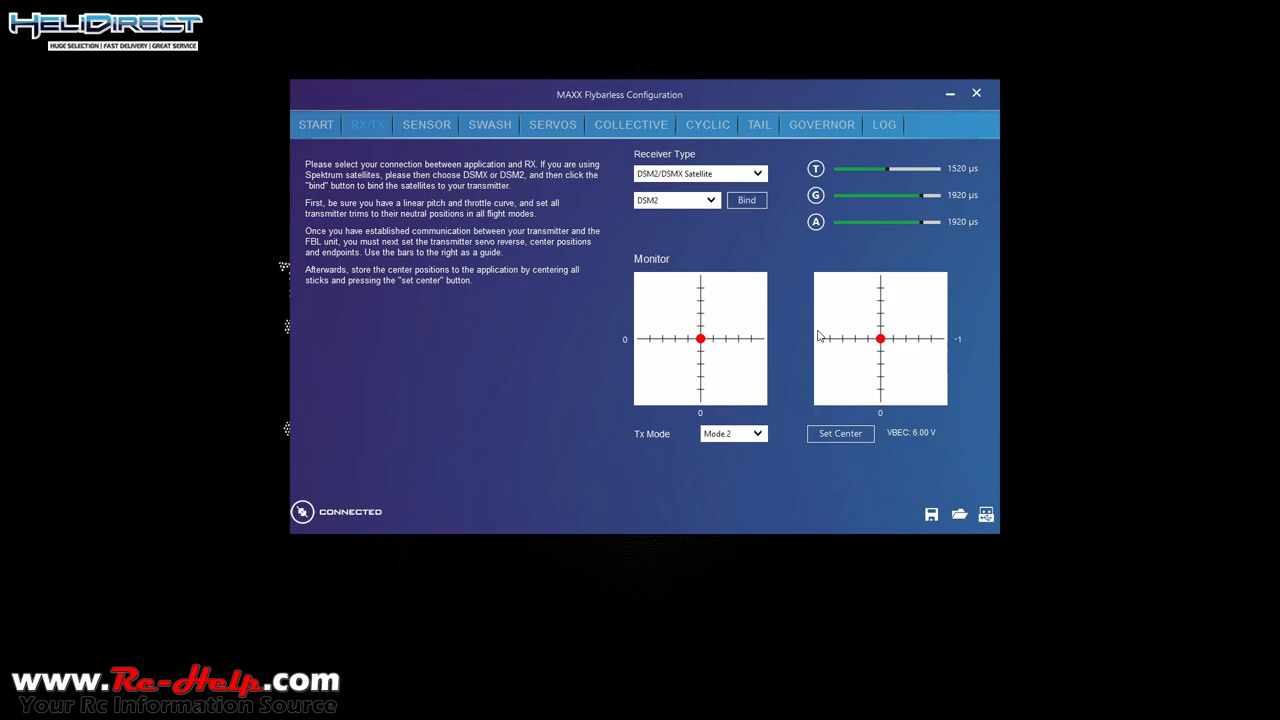 HELIDIRECT
HUGE SELECTION | FAST DELIVERY | GREAT SERVICE
MAXX Flybarless Configuration
START RX/TX SENSOR SWASH SERVOS COLLECTIVE CYCLIC TAIL GOVERNOR LOG
Please select your connection beetween application and RX. If you are using
Spektrum satellites, please then choose DSMX or DSM2, and then click the
"bind" button to bind the satellites to your transmitter.
First, be sure you have a linear pitch and throttle curve, and set all
transmitter trims to their neutral positions in all flight modes.
Once you have established communication between your transmitter and the
FBL unit, you must next set the transmitter servo reverse, center positions
and endpoints. Use the bars to the right as a guide.
Afterwards, store the center positions to the application by centering all
sticks and pressing the "set center" button.
Receiver Type
DSM2/DSMX Satellite
DSM2 Bind
T 1520 µs
G 1920 µs
A 1920 µs
Monitor
0
0
-1
0
Tx Mode Mode 2
Set Center VBEC: 6.00 V
CONNECTED
www.Rc-Help.com
Your Rc Information Source